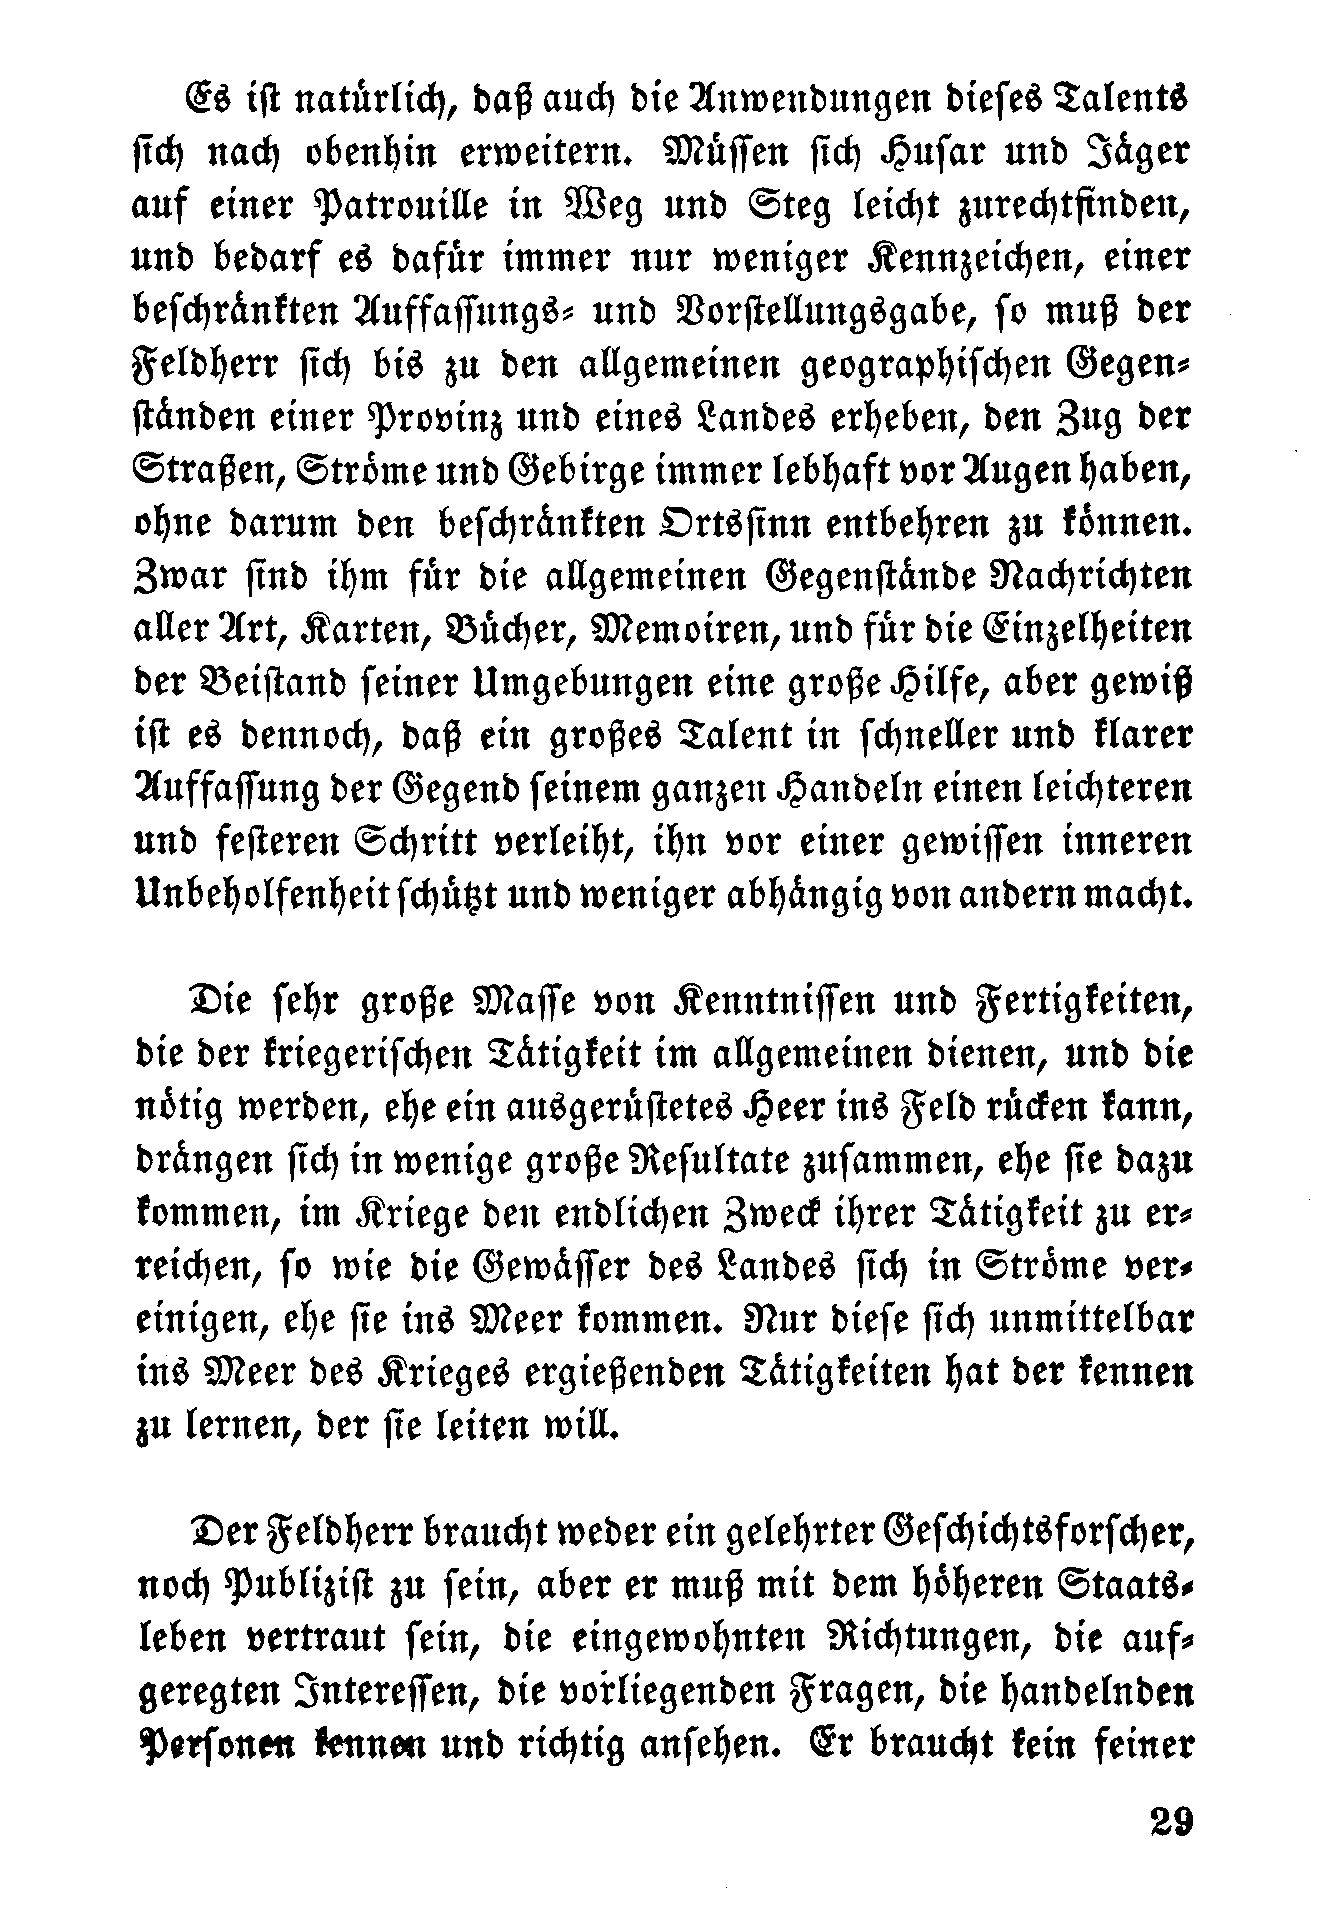 Es ist natürlich, daß auch die Anwendungen dieses Talents
sich nach obenhin erweitern. Müssen sich Husar und Jäger
auf einer Patrouille in Weg und Steg leicht zurechtfinden,
und bedarf es dafür immer nur weniger Kennzeichen, einer
beschränkten Auffassungs- und Vorstellungsgabe, so muß der
Feldherr sich bis zu den allgemeinen geographischen Gegen-
ständen einer Provinz und eines Landes erheben, den Zug der
Straßen, Ströme und Gebirge immer lebhaft vor Augen haben,
ohne darum den beschränkten Ortssinn entbehren zu können.
Zwar sind ihm für die allgemeinen Gegenstände Nachrichten
aller Art, Karten, Bücher, Memoiren, und für die Einzelheiten
der Beistand seiner Umgebungen eine große Hilfe, aber gewiß
ist es dennoch, daß ein großes Talent in schneller und klarer
Auffassung der Gegend seinem ganzen Handeln einen leichteren
und festeren Schritt verleiht, ihn vor einer gewissen inneren
Unbeholfenheit schützt und weniger abhängig von andern macht.
Die sehr große Masse von Kenntnissen und Fertigkeiten,
die der kriegerischen Tätigkeit im allgemeinen dienen, und die
nötig werden, ehe ein ausgerüstetes Heer ins Feld rücken kann,
drängen sich in wenige große Resultate zusammen, ehe sie dazu
kommen, im Kriege den endlichen Zweck ihrer Tätigkeit zu er-
reichen, so wie die Gewässer des Landes sich in Ströme ver-
einigen, ehe sie ins Meer kommen. Nur diese sich unmittelbar
ins Meer des Krieges ergießenden Tätigkeiten hat der kennen
zu lernen, der sie leiten will.
Der Feldherr braucht weder ein gelehrter Geschichtsforscher,
noch Publizist zu sein, aber er muß mit dem höheren Staats-
leben vertraut sein, die eingewohnten Richtungen, die auf-
geregten Interessen, die vorliegenden Fragen, die handelnden
Personen kennen und richtig ansehen. Er braucht kein feiner
29